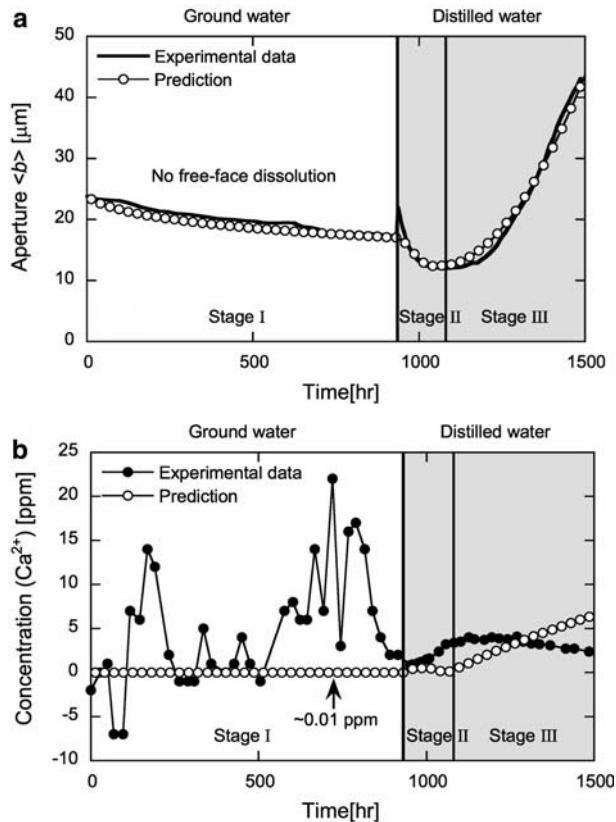 a
Ground water
Distilled water
50
40
30
20
10
0
Aperture <b> [μm]
Experimental data
Prediction
No free-face dissolution
Stage I
Stage II
Stage III
0
500
1000
1500
Time[hr]
b
Ground water
Distilled water
25
20
15
10
5
0
-5
-10
Concentration (Ca²⁺) [ppm]
Experimental data
Prediction
~0.01 ppm
Stage I
Stage II
Stage III
0
500
1000
1500
Time[hr]